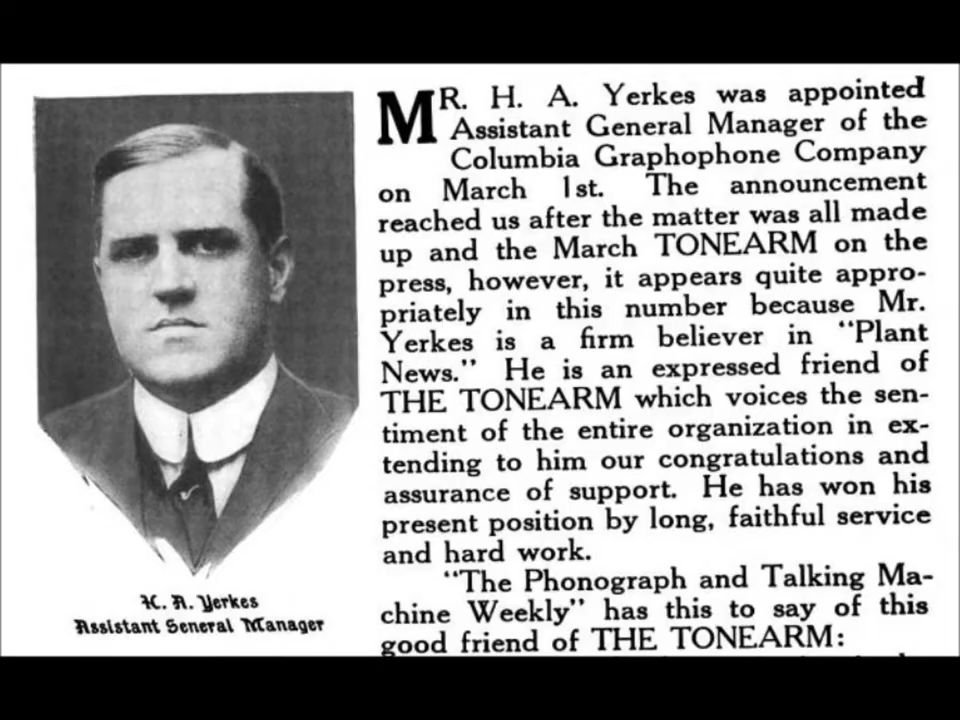 MR. H. A. Yerkes was appointed
Assistant General Manager of the
Columbia Graphophone Company
on March 1st. The announcement
reached us after the matter was all made
up and the March TONEARM on the
press, however, it appears quite appro-
priately in this number because Mr.
Yerkes is a firm believer in "Plant
News." He is an expressed friend of
THE TONEARM which voices the sen-
timent of the entire organization in ex-
tending to him our congratulations and
assurance of support. He has won his
present position by long, faithful service
and hard work.
"The Phonograph and Talking Ma-
chine Weekly" has this to say of this
good friend of THE TONEARM:
H. A. Yerkes
Assistant General Manager